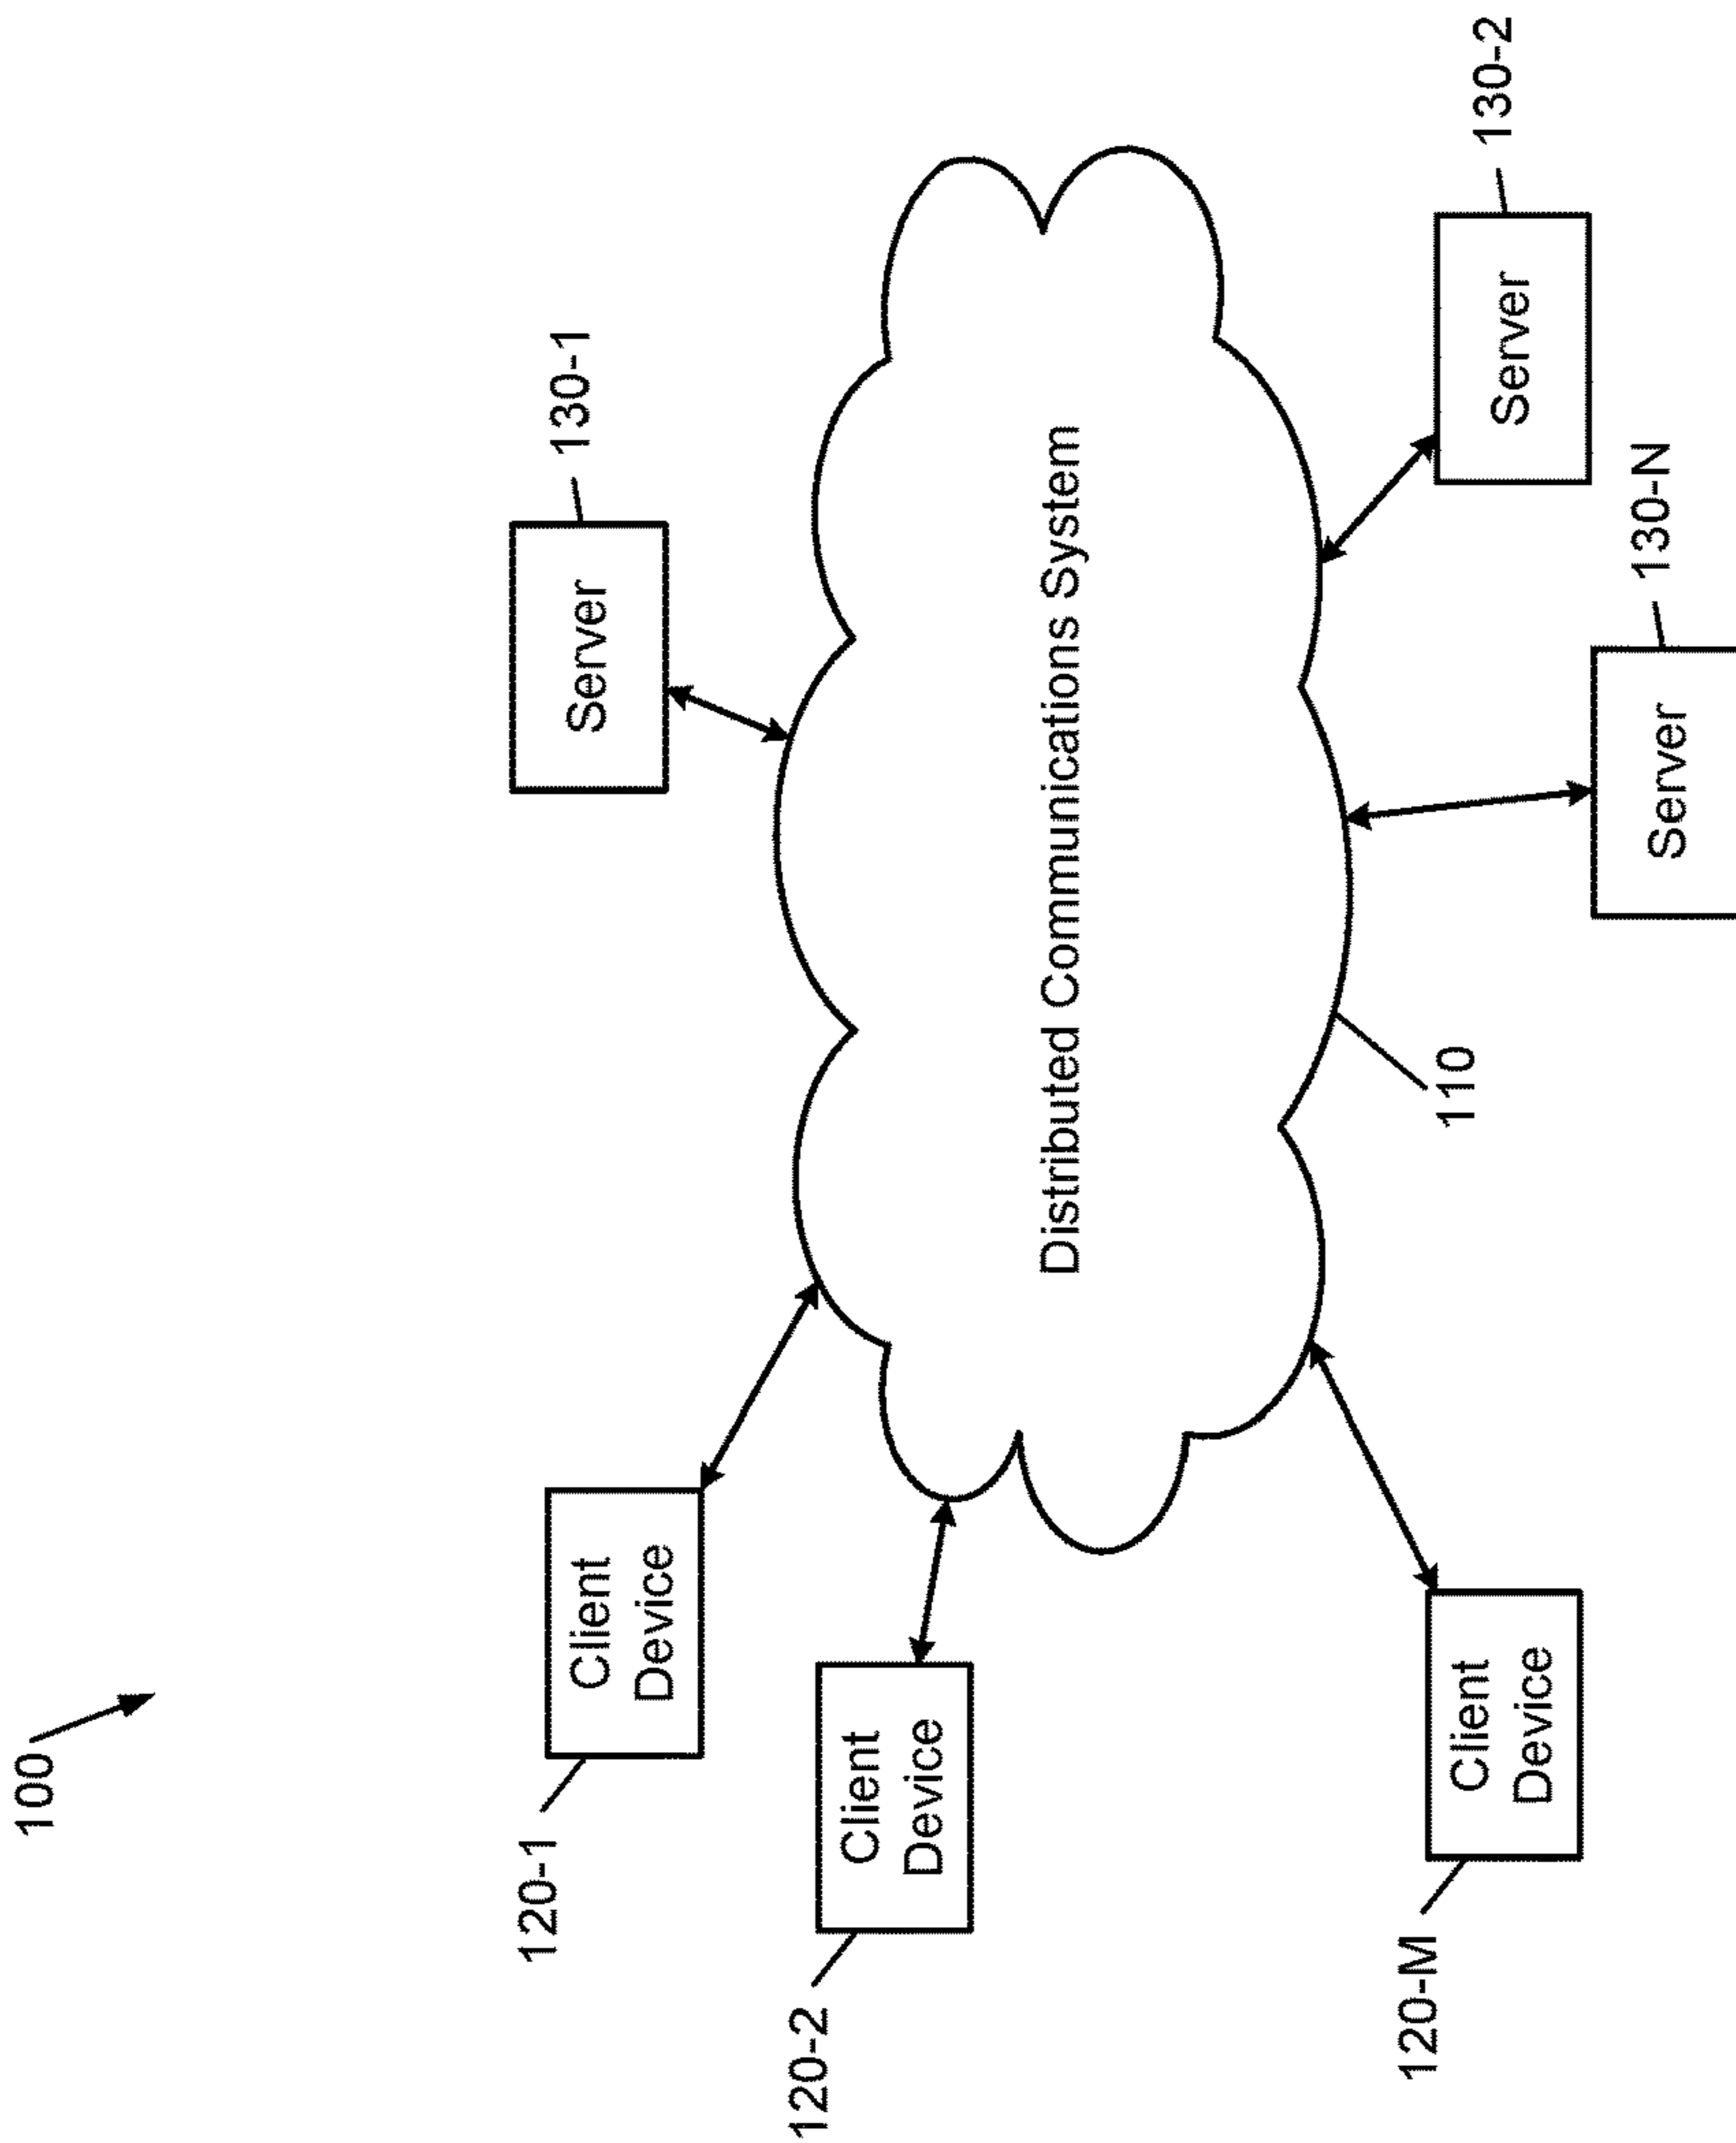 100
130-1
Server
Client
Device
120-1
Client
Device
120-2
Distributed Communications System
130-2
Server
110
Client
Device
120-M
130-N
Server